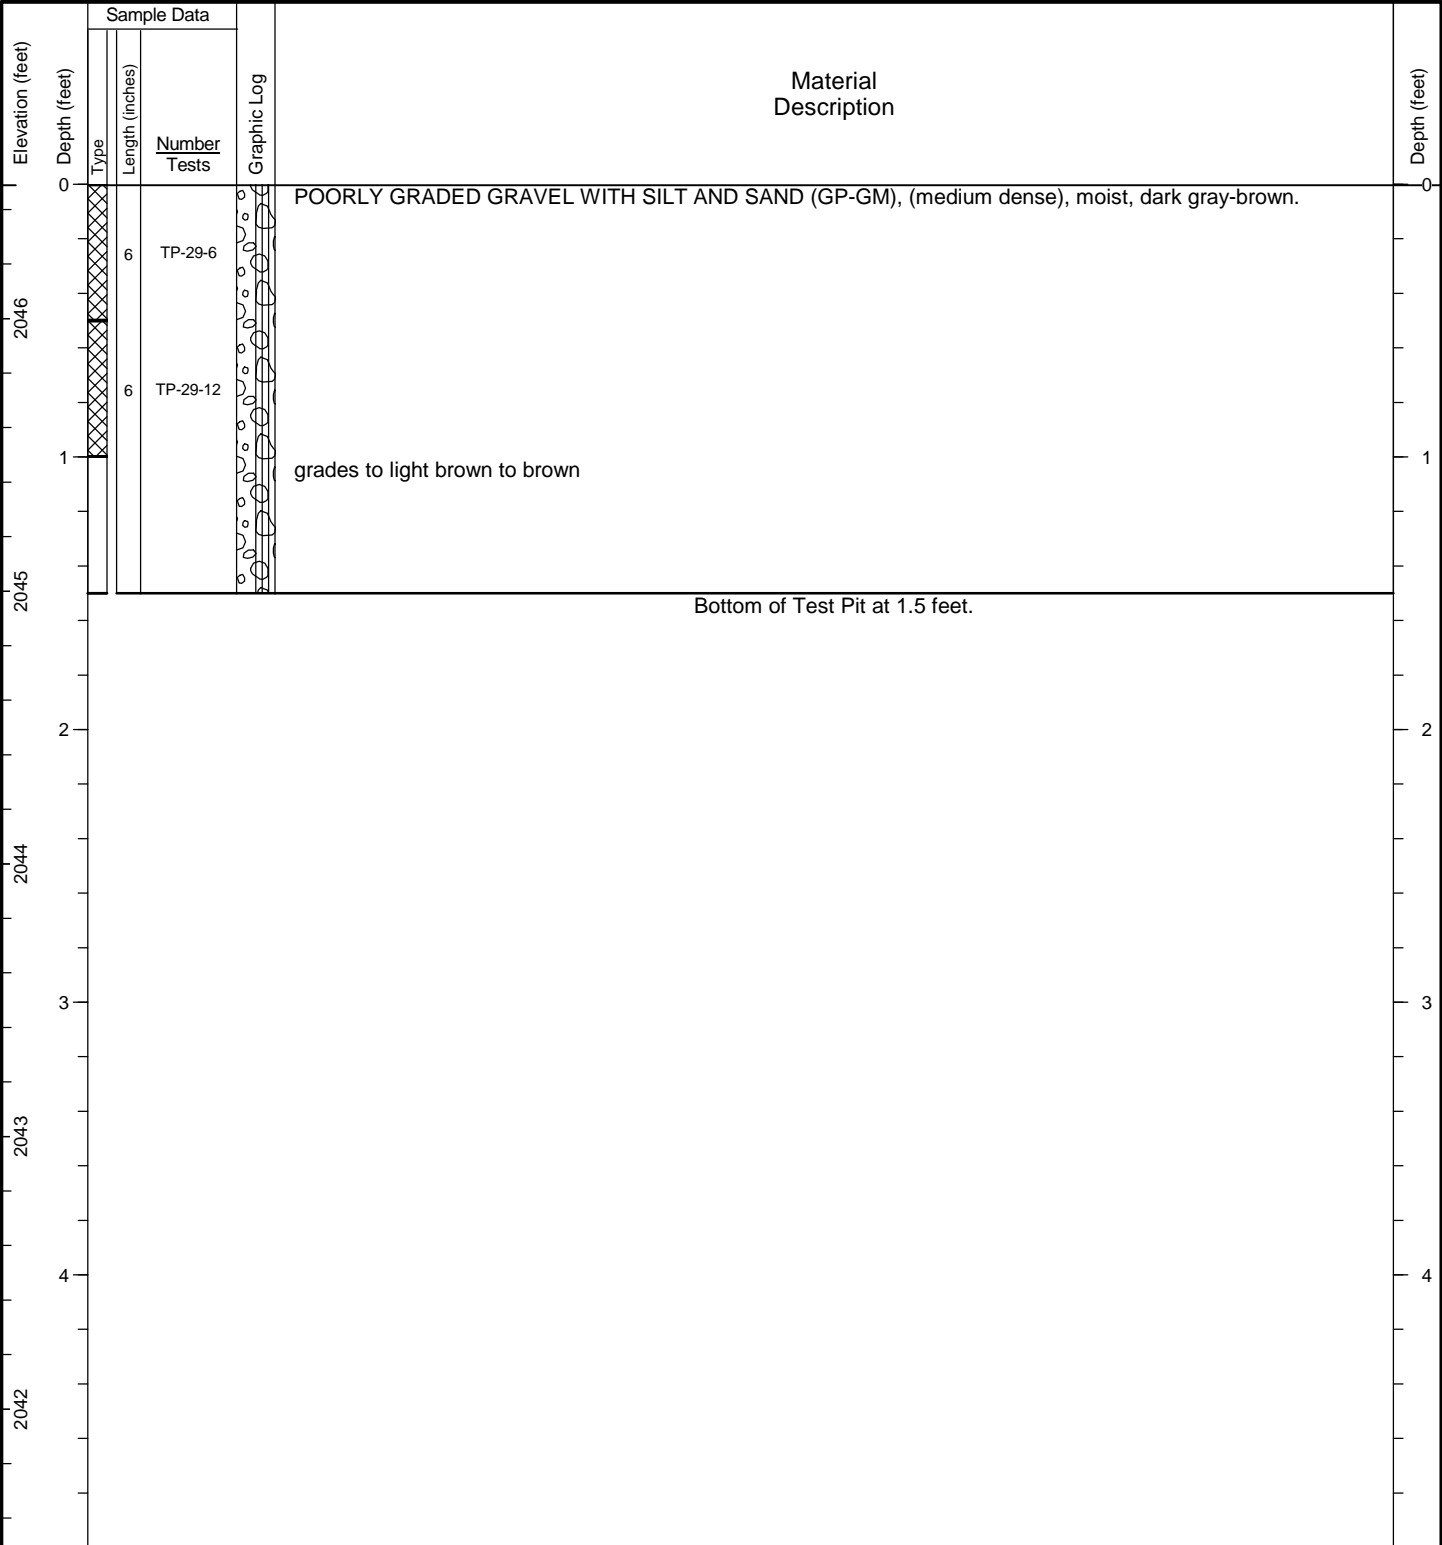 Sample Data
Elevation (feet)
Depth (feet)
Type
Length (inches)
Number
Tests
Graphic Log
Material
Description
Depth (feet)
0
POORLY GRADED GRAVEL WITH SILT AND SAND (GP-GM), (medium dense), moist, dark gray-brown.
0
6
TP-29-6
2046
6
TP-29-12
1
grades to light brown to brown
1
2045
Bottom of Test Pit at 1.5 feet.
2
2
2044
3
3
2043
4
4
2042